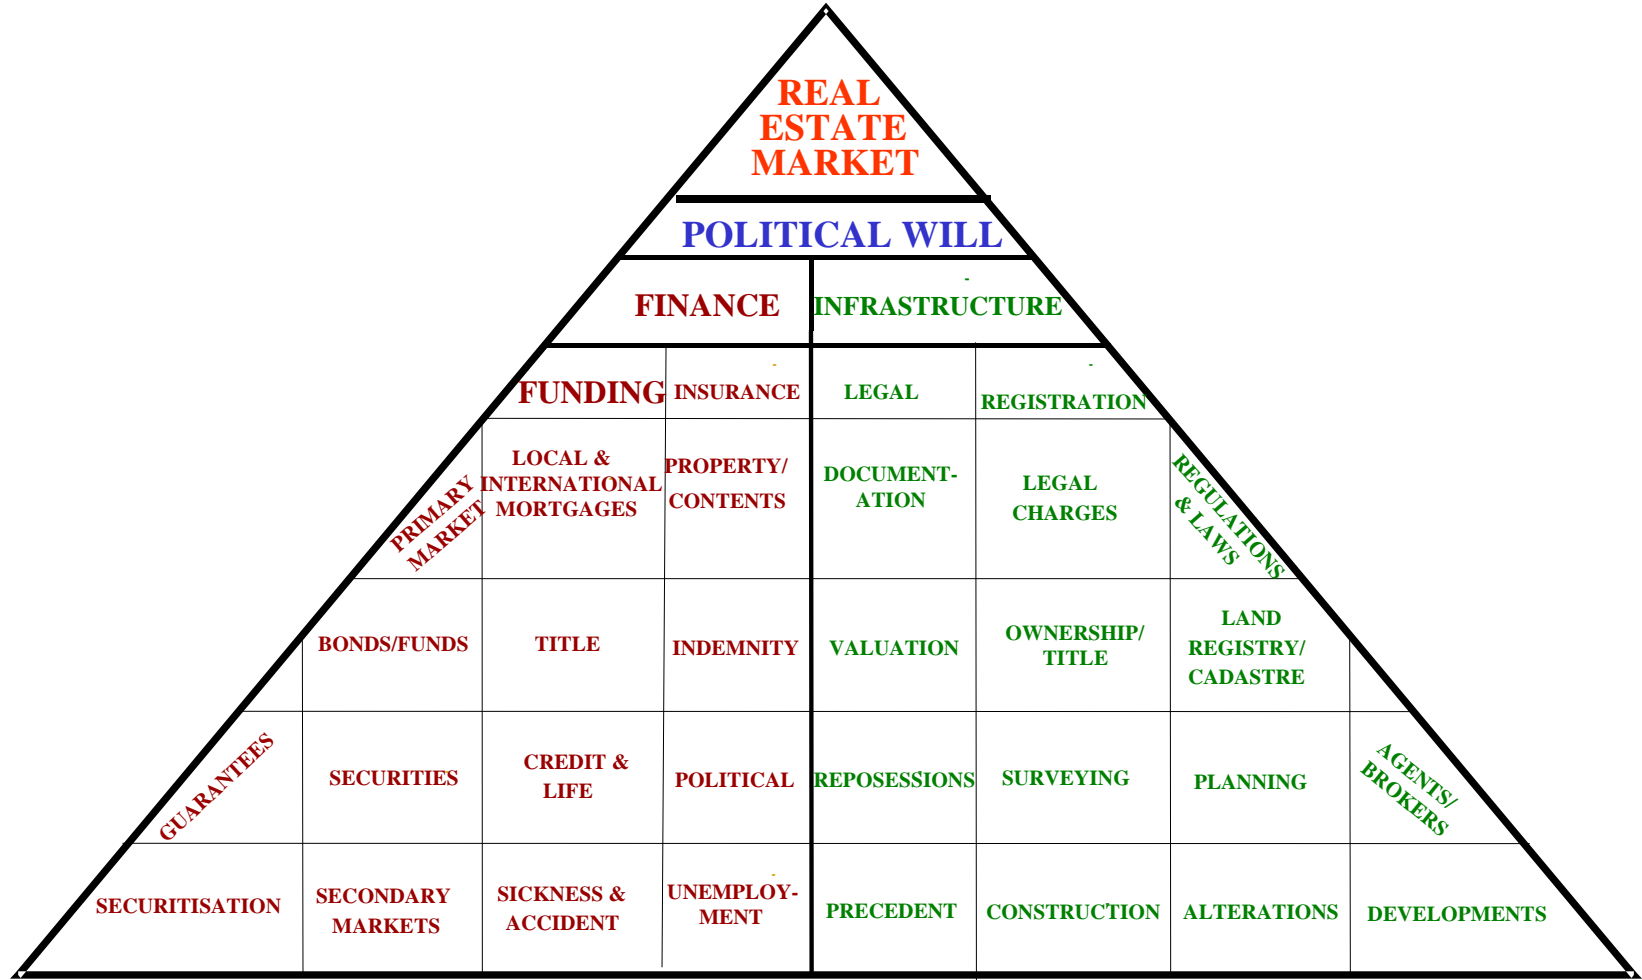 REAL
ESTATE
MARKET
POLITICAL WILL
FINANCE
INFRASTRUCTURE
FUNDING
INSURANCE
LEGAL
REGISTRATION
PRIMARY
MARKET
LOCAL &
INTERNATIONAL
MORTGAGES
PROPERTY/
CONTENTS
DOCUMENT-
ATION
LEGAL
CHARGES
REGULATIONS
& LAWS
BONDS/FUNDS
TITLE
INDEMNITY
VALUATION
OWNERSHIP/
TITLE
LAND
REGISTRY/
CADASTRE
GUARANTEES
SECURITIES
CREDIT &
LIFE
POLITICAL
REPOSESSIONS
SURVEYING
PLANNING
AGENTS/
BROKERS
SECURITISATION
SECONDARY
MARKETS
SICKNESS &
ACCIDENT
UNEMPLOY-
MENT
PRECEDENT
CONSTRUCTION
ALTERATIONS
DEVELOPMENTS